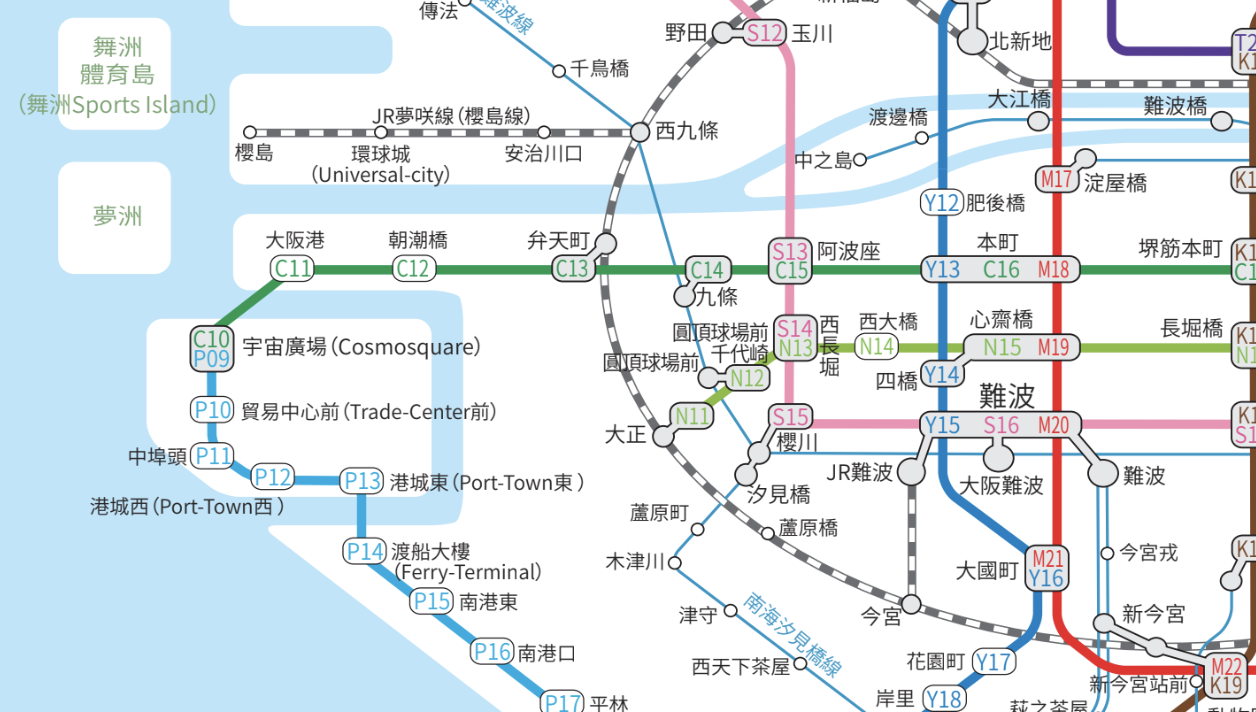 傳法
難波線
新福島
野田
S12
玉川
北新地
千鳥橋
舞洲
體育島
（舞洲Sports Island）
JR夢咲線（櫻島線）
西九條
櫻島
環球城
（Universal-city）
安治川口
渡邊橋
大江橋
難波橋
中之島
M17
淀屋橋
夢洲
Y12
肥後橋
大阪港
朝潮橋
弁天町
阿波座
本町
堺筋本町
C11
C12
C13
C14
S13
C15
Y13
C16
M18
九條
C10
P09
宇宙廣場（Cosmosquare）
圓頂球場前
千代崎
圓頂球場前
N12
S14
N13
西長堀
西大橋
N14
心齋橋
N15
M19
長堀橋
四橋
Y14
P10
貿易中心前（Trade-Center前）
N11
大正
S15
櫻川
難波
Y15
S16
M20
中埠頭
P11
P12
P13
港城東（Port-Town東）
港城西（Port-Town西）
汐見橋
JR難波
大阪難波
難波
蘆原町
蘆原橋
木津川
P14
渡船大樓
（Ferry-Terminal）
今宮戎
大國町
M21
Y16
P15
南港東
津守
南海汐見橋線
今宮
新今宮
P16
南港口
西天下茶屋
花園町
Y17
M22
K19
新今宮站前
P17
平林
岸里
Y18
萩之茶屋